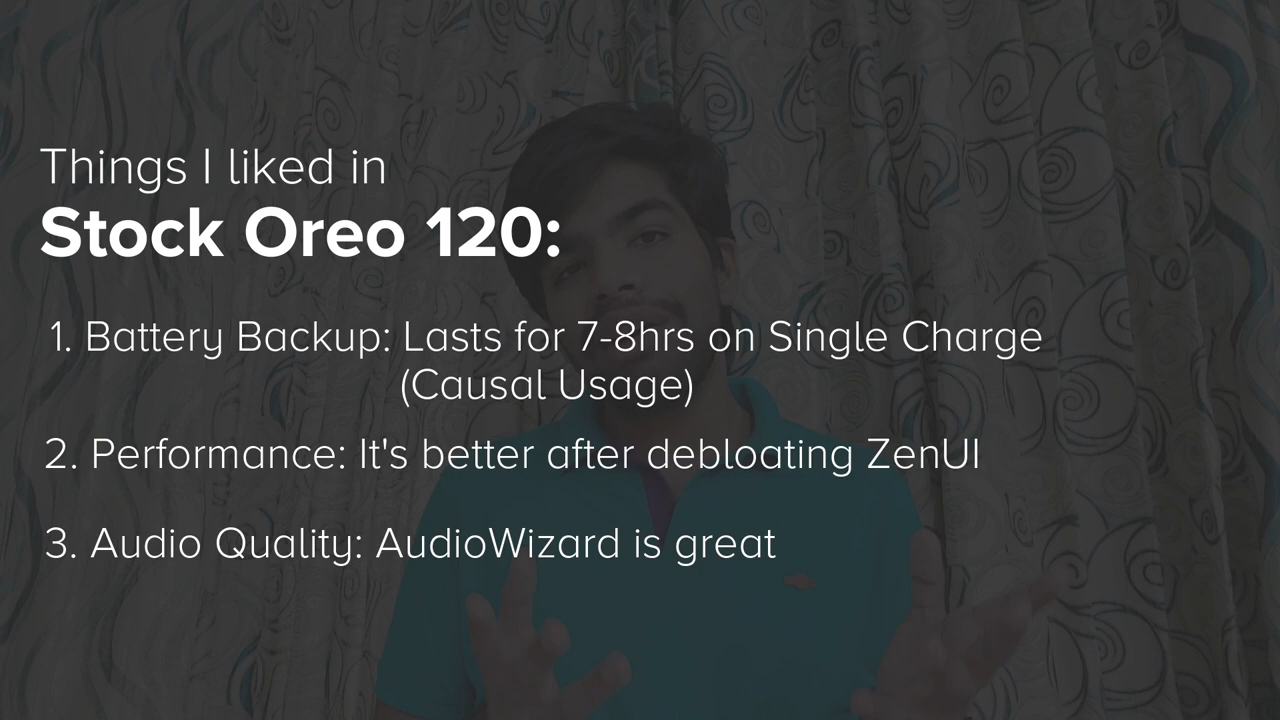 Things I liked in
Stock Oreo 120:
1. Battery Backup: Lasts for 7-8hrs on Single Charge
(Causal Usage)
2. Performance: It's better after debloating ZenUI
3. Audio Quality: AudioWizard is great